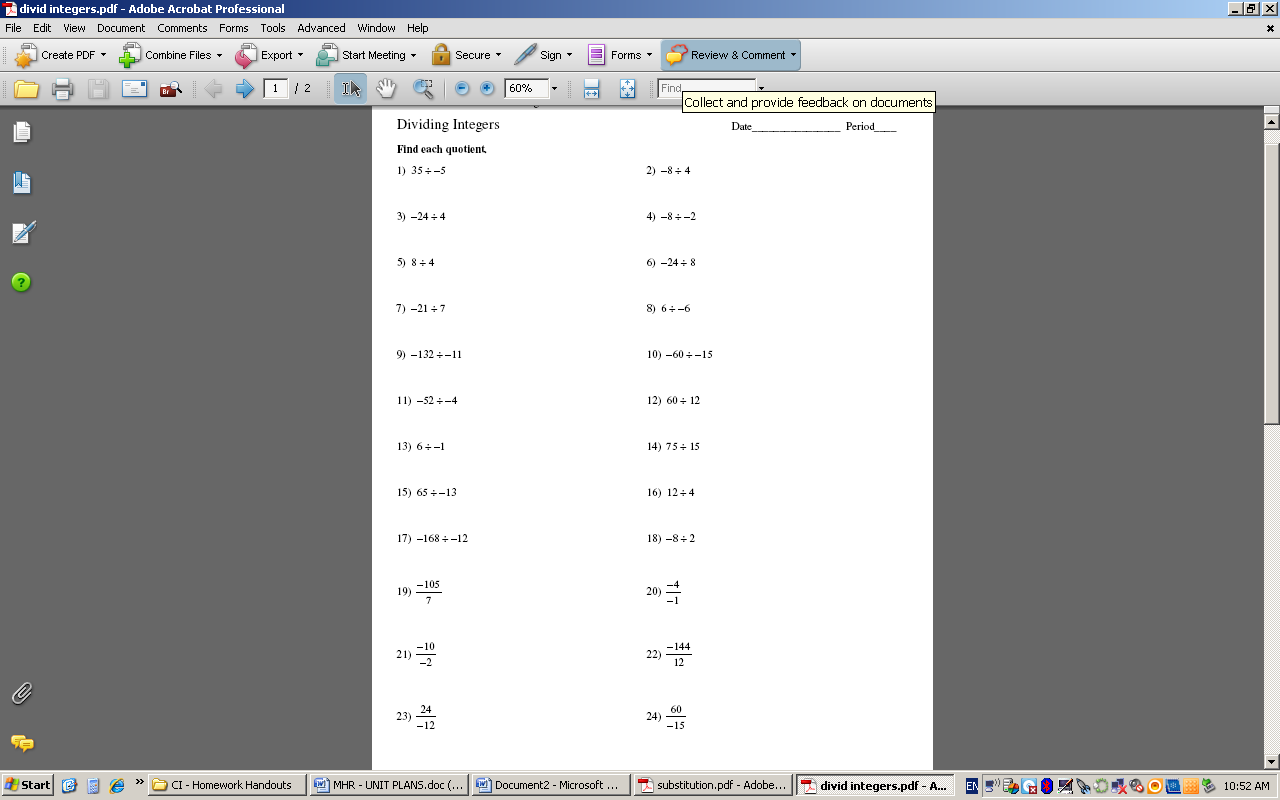 divid integers.pdf - Adobe Acrobat Professional
File Edit View Document Comments Forms Tools Advanced Window Help
Create PDF Combine Files Export Start Meeting Secure Sign Forms Review & Comment
1 / 2 60% Find
Collect and provide feedback on documents
Dividing Integers Date________________ Period____
Find each quotient.
1) 35 ÷ −5 2) −8 ÷ 4
3) −24 ÷ 4 4) −8 ÷ −2
5) 8 ÷ 4 6) −24 ÷ 8
7) −21 ÷ 7 8) 6 ÷ −6
9) −132 ÷ −11 10) −60 ÷ −15
11) −52 ÷ −4 12) 60 ÷ 12
13) 6 ÷ −1 14) 75 ÷ 15
15) 65 ÷ −13 16) 12 ÷ 4
17) −168 ÷ −12 18) −8 ÷ 2
19) −105/7 20) −4/−1
21) −10/−2 22) −144/12
23) 24/−12 24) 60/−15
Start » CI - Homework Handouts MHR - UNIT PLANS.doc (... Document2 - Microsoft ... substitution.pdf - Adobe... divid integers.pdf - A... EN 10:52 AM